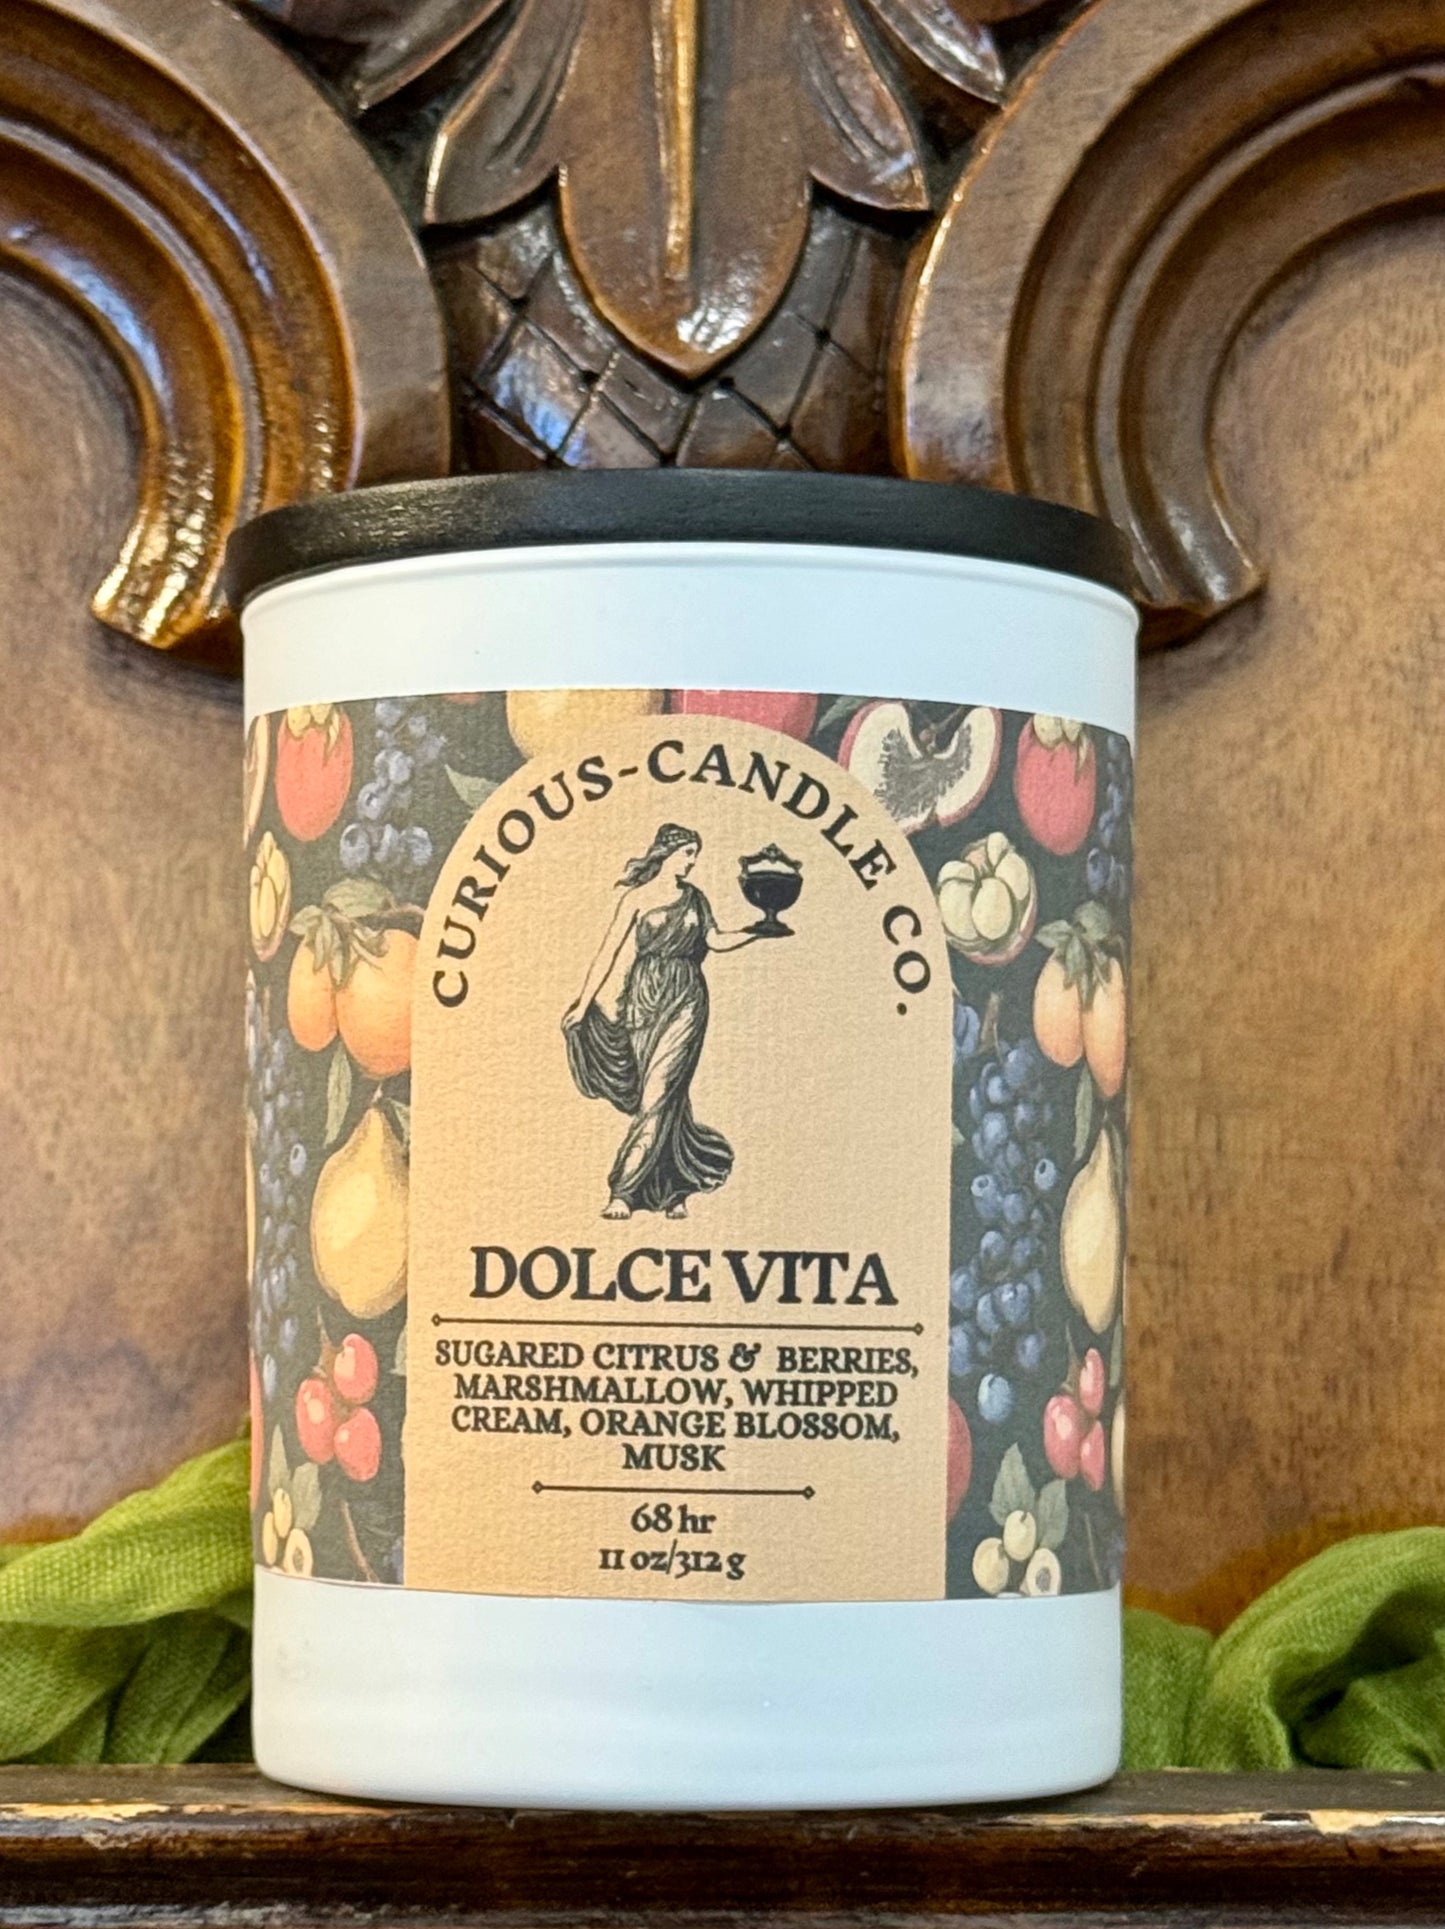 CURIOUS-CANDLE CO.
DOLCE VITA
SUGARED CITRUS & BERRIES,
MARSHMALLOW, WHIPPED
CREAM, ORANGE BLOSSOM,
MUSK
68 hr
11 oz/312 g